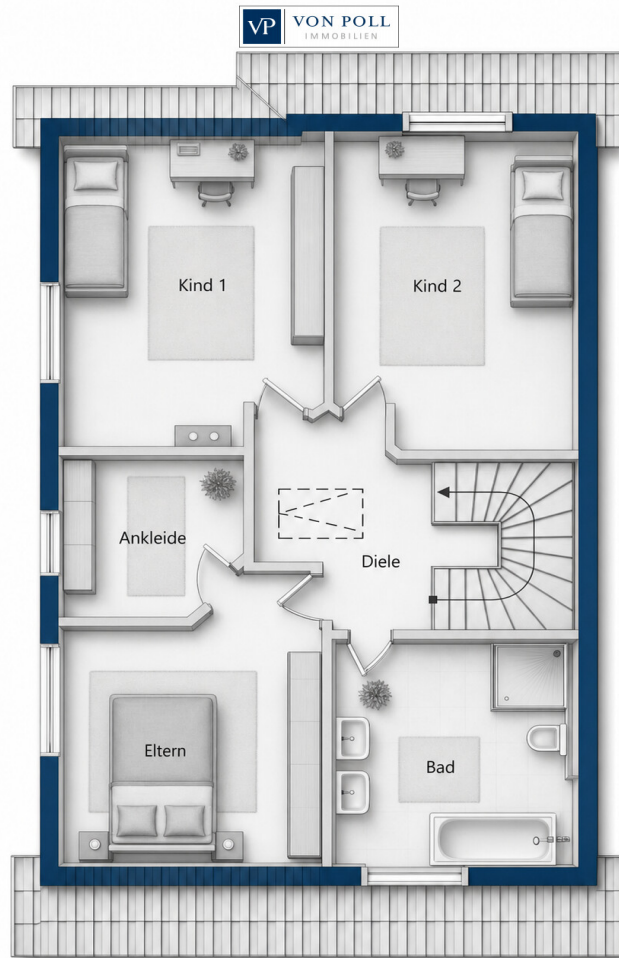 VP VON POLL
IMMOBILIEN
Kind 1
Kind 2
Ankleide
Diele
Eltern
Bad